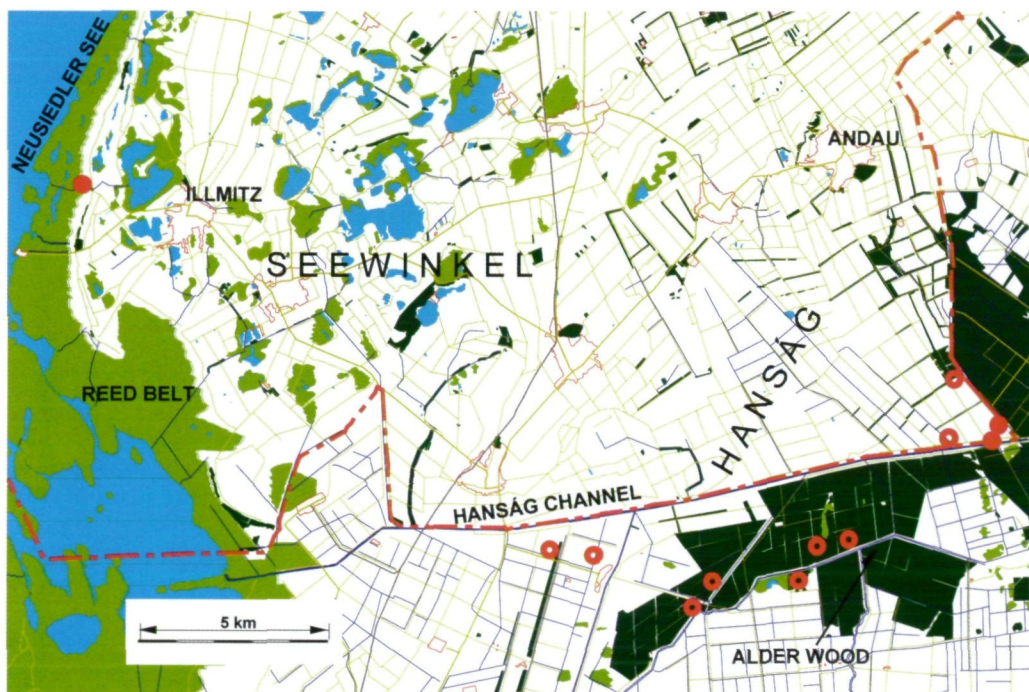 NEUSIEDLER SEE
ANDAU
ILLMITZ
SEEWINKEL
HANSÁG
REED BELT
HANSÁG CHANNEL
5 km
ALDER WOOD